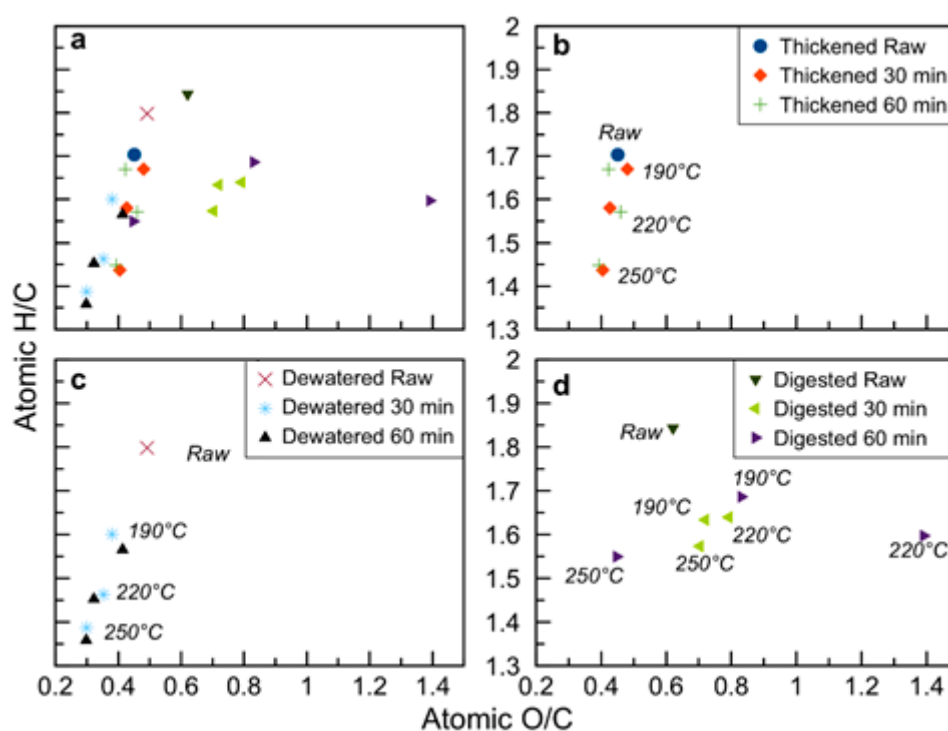 a
b
Thickened Raw
Thickened 30 min
Thickened 60 min
2
1.9
1.8
1.7
1.6
1.5
1.4
1.3
Raw
190°C
220°C
250°C
c
Dewatered Raw
Dewatered 30 min
Dewatered 60 min
Raw
190°C
220°C
250°C
d
Digested Raw
Digested 30 min
Digested 60 min
2
1.9
1.8
1.7
1.6
1.5
1.4
1.3
Raw
190°C
190°C
220°C
250°C
250°C
220°C
0.2 0.4 0.6 0.8 1 1.2 1.4
0.2 0.4 0.6 0.8 1 1.2 1.4
Atomic H/C
Atomic O/C